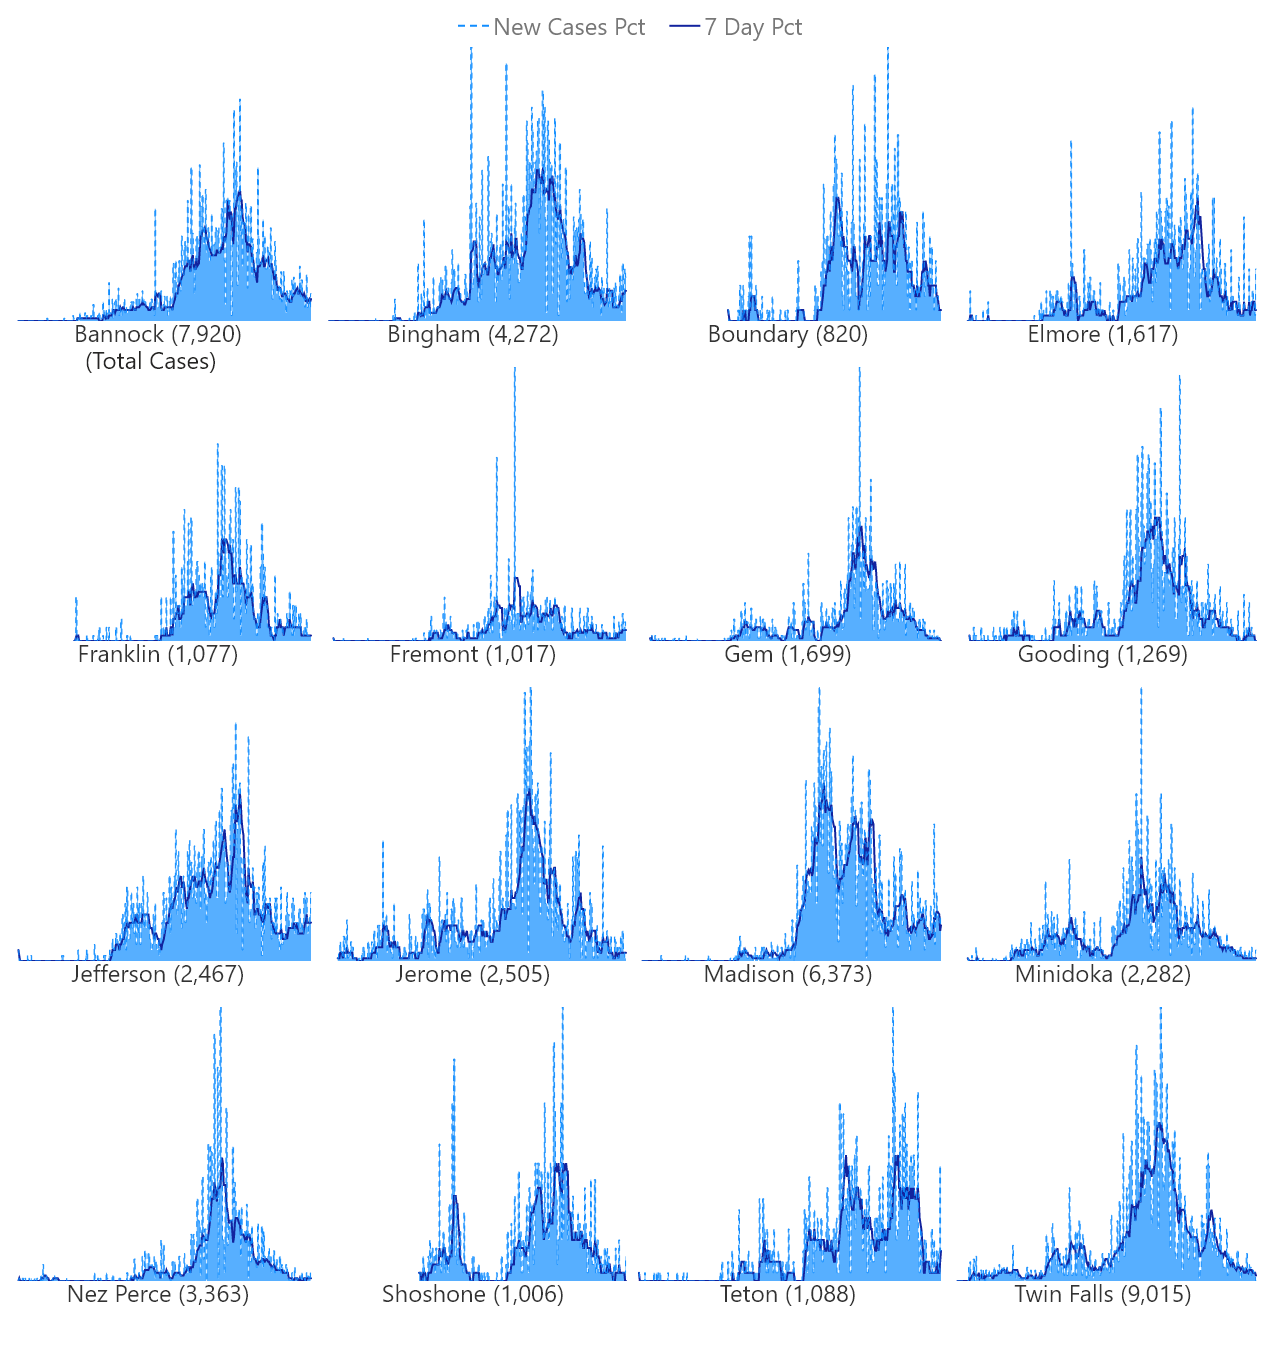 New Cases Pct 7 Day Pct
Bannock (7,920) Bingham (4,272) Boundary (820) Elmore (1,617)
(Total Cases)
Franklin (1,077) Fremont (1,017) Gem (1,699) Gooding (1,269)
Jefferson (2,467) Jerome (2,505) Madison (6,373) Minidoka (2,282)
Nez Perce (3,363) Shoshone (1,006) Teton (1,088) Twin Falls (9,015)